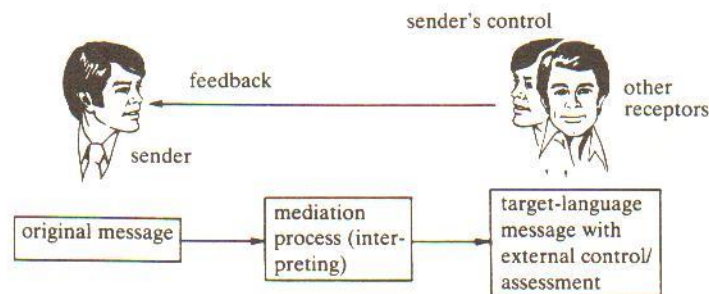 sender's control
feedback
other
receptors
sender
original message
mediation
process (inter-
preting)
target-language
message with
external control/
assessment